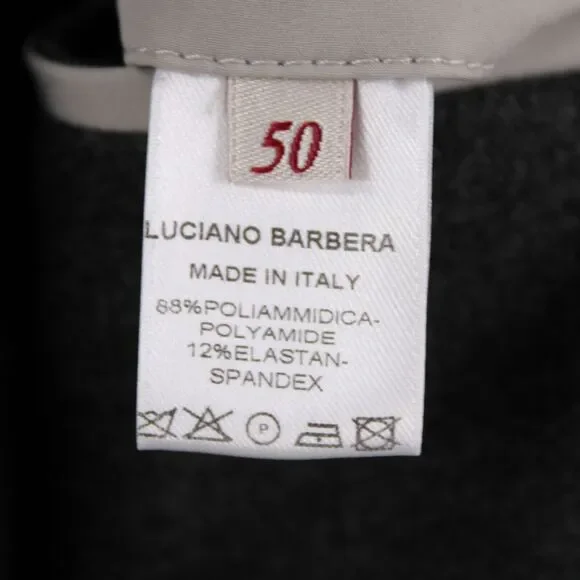 50
LUCIANO BARBERA
MADE IN ITALY
88%POLIAMMIDICA-
POLYAMIDE
12%ELASTAN-
SPANDEX
P